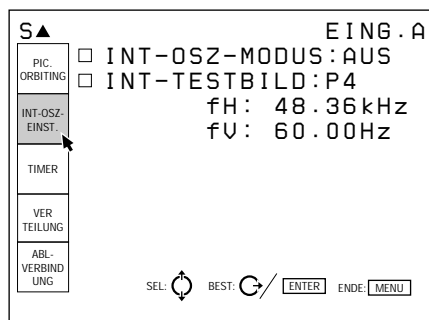 S▲ EING.A
PIC.
ORBITING
□ INT-OSZ-MODUS:AUS
□ INT-TESTBILD:P4
fH: 48.36kHz
fV: 60.00Hz
INT-OSZ-
EINST.
TIMER
VER
TEILUNG
ABL-
VERBIND
UNG
SEL: BEST: / ENTER ENDE: MENU